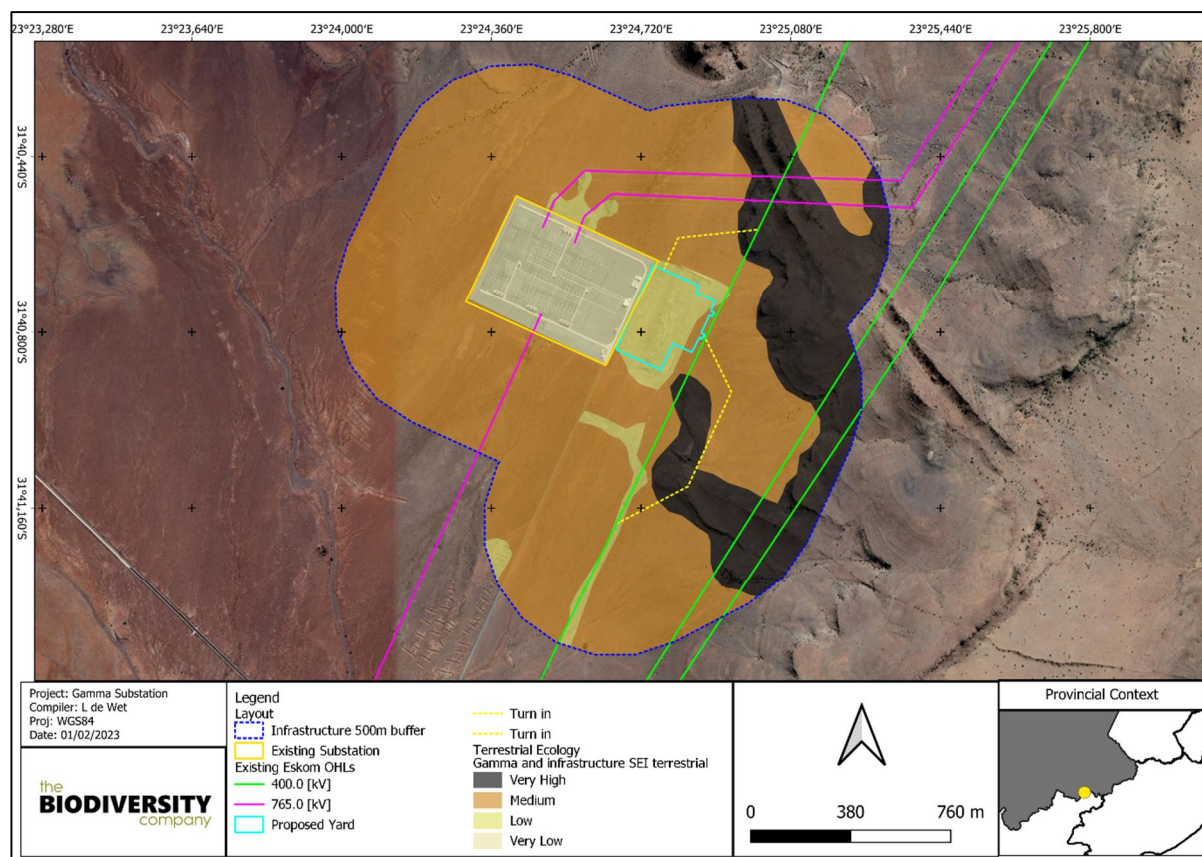 23°23,280'E 23°23,640'E 23°24,000'E 23°24,360'E 23°24,720'E 23°25,080'E 23°25,440'E 23°25,800'E
31°40,440'S
31°40,800'S
31°41,160'S
Project: Gamma Substation
Compiler: L de Wet
Proj: WGS84
Date: 01/02/2023
the
BIODIVERSITY
company
Legend
Layout
Infrastructure 500m buffer
Existing Substation
Existing Eskom OHLs
400.0 [kV]
765.0 [kV]
Proposed Yard
Turn in
Turn in
Terrestrial Ecology
Gamma and infrastructure SEI terrestrial
Very High
Medium
Low
Very Low
0 380 760 m
Provincial Context